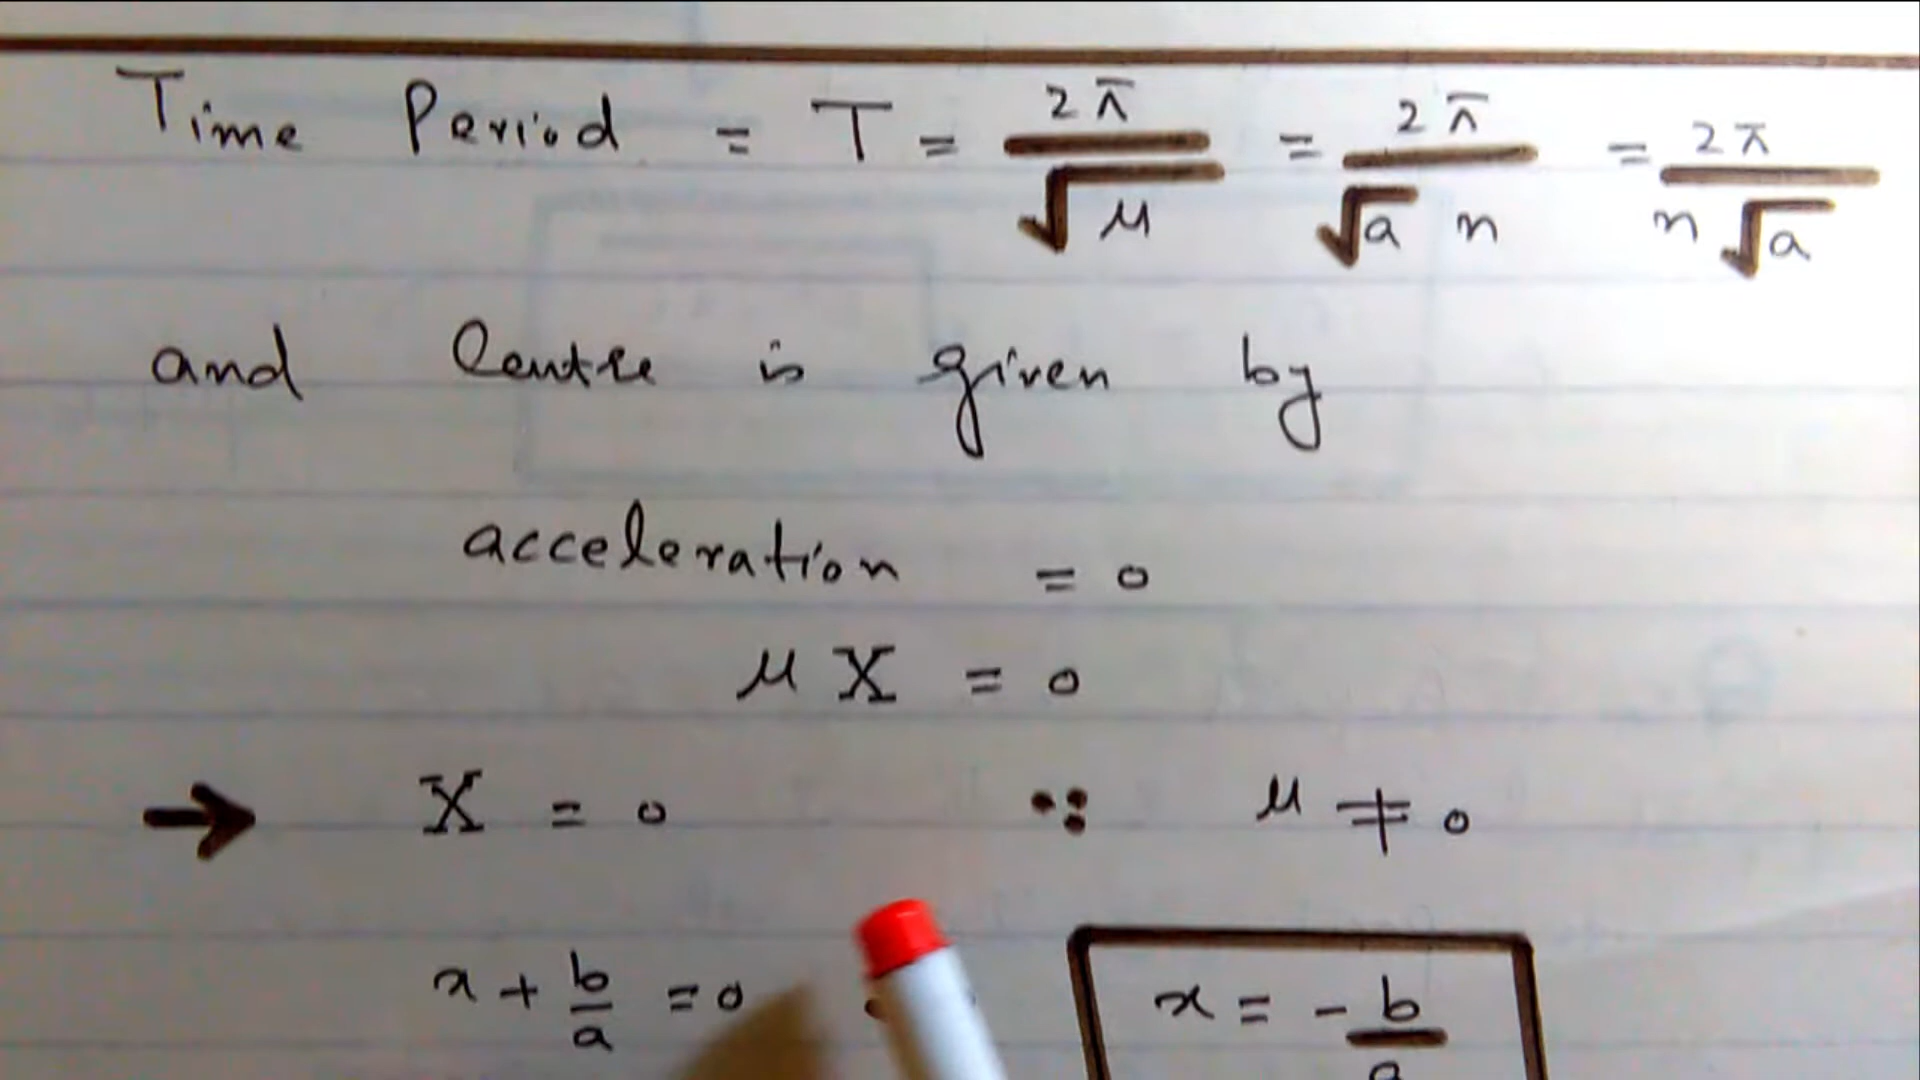 Time Period = T = 2π/√μ = 2π/√a n = 2π/n√a
and Centre is given by
acceleration = 0
μ X = 0
→ X = 0 ∵ μ ≠ 0
x + b/a = 0 x = - b/a